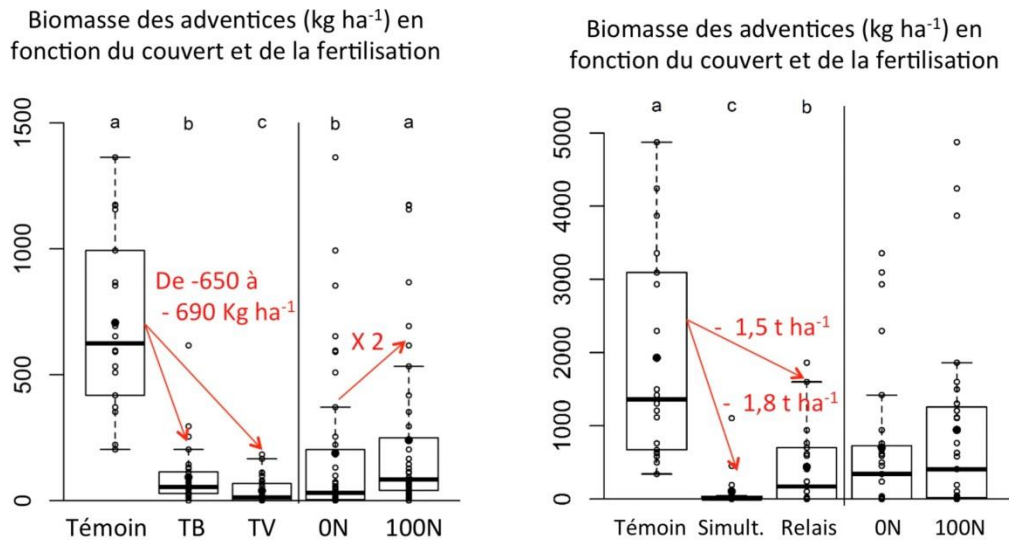 Biomasse des adventices (kg ha⁻¹) en
fonction du couvert et de la fertilisation
a
b
c
b
a
1500
1000
500
0
De -650 à
- 690 Kg ha⁻¹
X 2
Témoin
TB
TV
0N
100N
Biomasse des adventices (kg ha⁻¹) en
fonction du couvert et de la fertilisation
a
c
b
5000
4000
3000
2000
1000
0
- 1,5 t ha⁻¹
- 1,8 t ha⁻¹
Témoin
Simult.
Relais
0N
100N